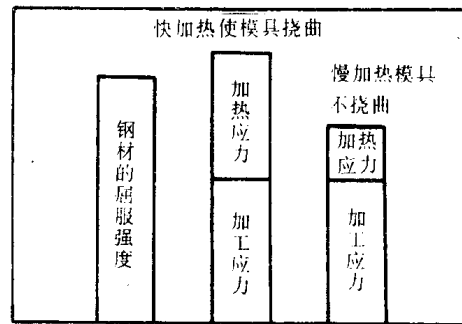 快加热使模具挠曲
慢加热模具
不挠曲
钢材的屈服强度
加热应力
加工应力
加热
应力
加工应力